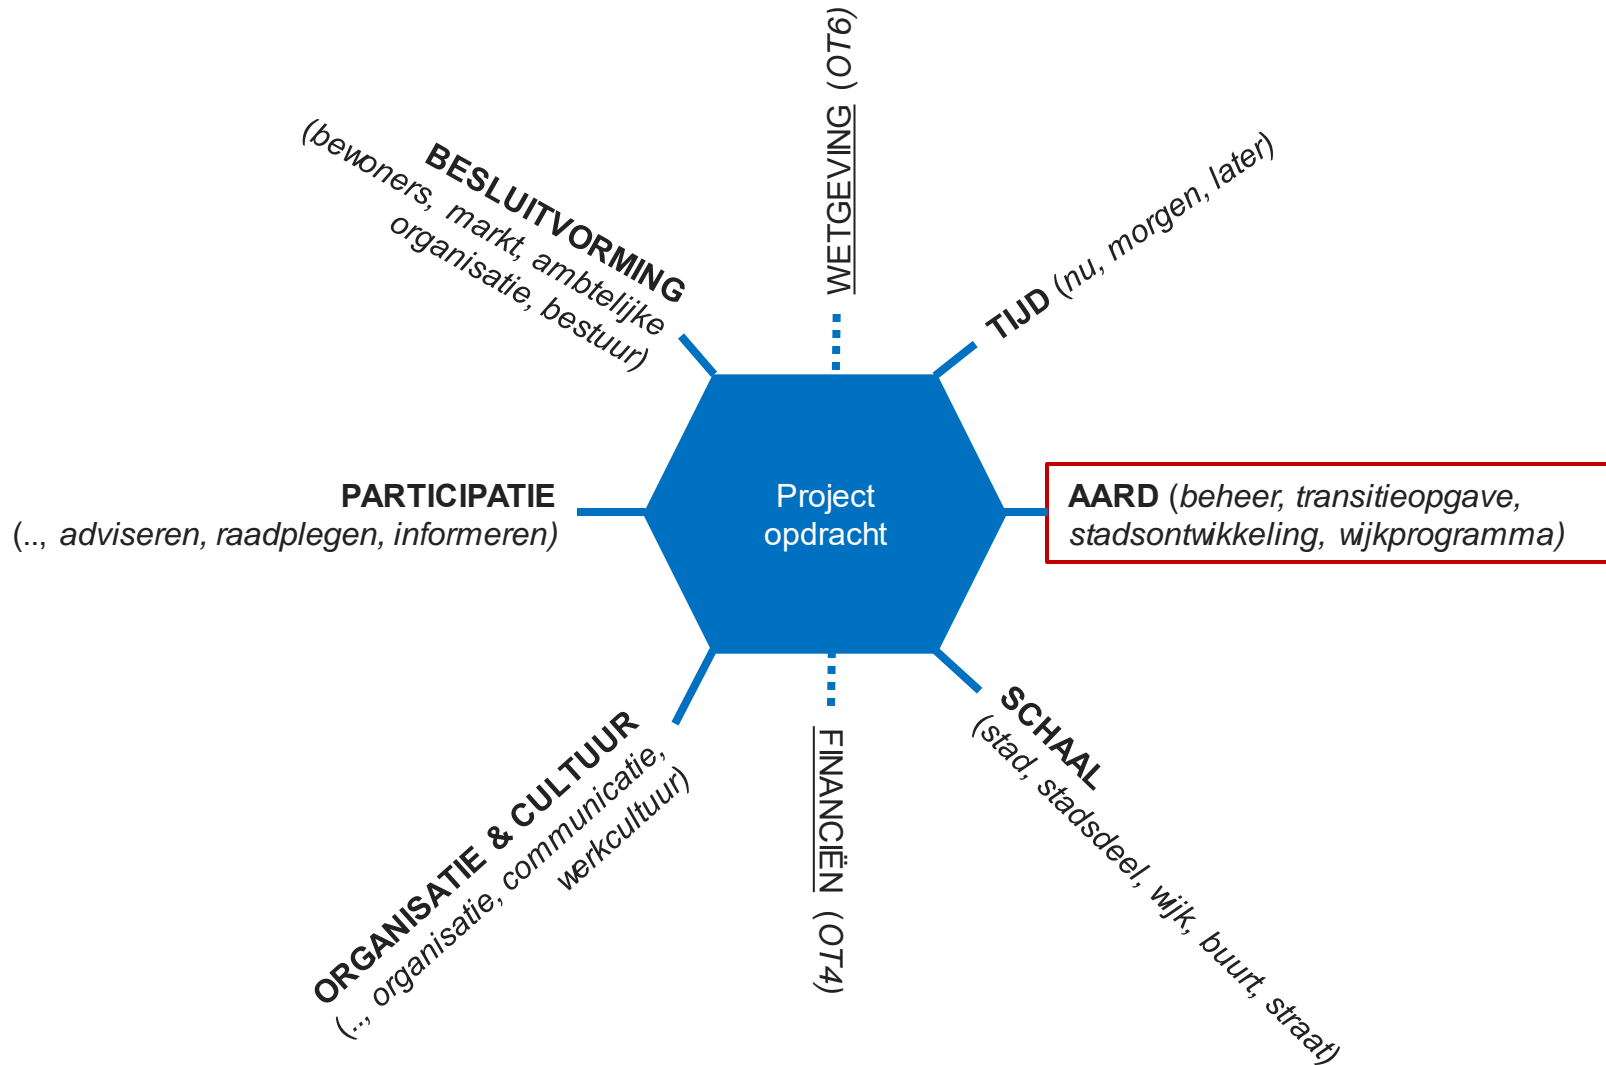 WETGEVING (OT6)
BESLUITVORMING
(bewoners, markt, ambtelijke
organisatie, bestuur)
TIJD (nu, morgen, later)
PARTICIPATIE
(.., adviseren, raadplegen, informeren)
Project
opdracht
AARD (beheer, transitieopgave,
stadsontwikkeling, wijkprogramma)
ORGANISATIE & CULTUUR
(.., organisatie, communicatie,
werkcultuur)
FINANCIËN (OT4)
SCHAAL
(stad, stadsdeel, wijk, buurt, straat)